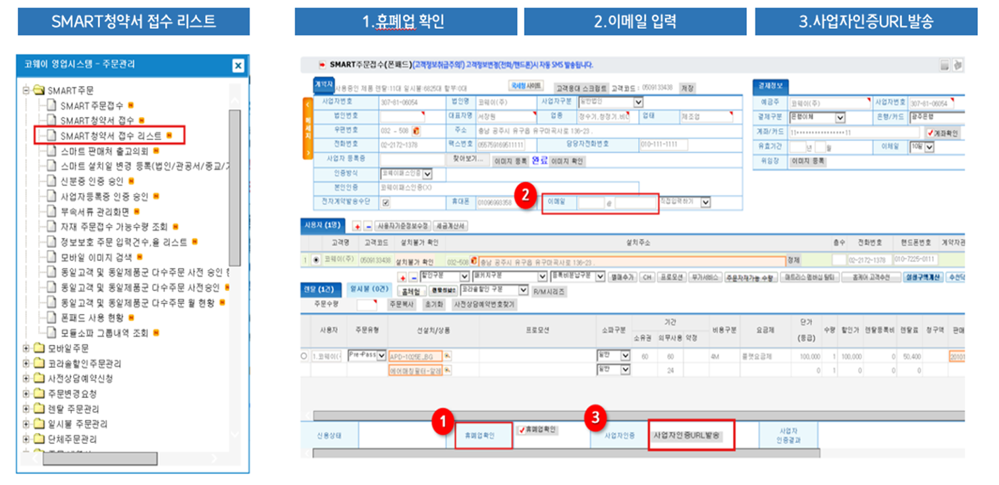 SMART청약서 접수 리스트
1.휴폐업 확인
2.이메일 입력
3.사업자인증URL발송
코웨이 영업시스템 - 주문관리
SMART주문
SMART주문접수
SMART청약서 접수
SMART청약서 접수 리스트
스마트 판매처 출고의뢰
스마트 설치일 변경 등록(법인/관공서/종교/기
신분증 인증 승인
사업자등록증 인증 승인
부속서류 관리화면
자재 주문접수 가능수량 조회
정보보호 주문 입력건수,율 리스트
모바일 이미지 검색
동일고객 및 동일제품군 다수주문 사전 승인
동일고객 및 동일제품군 다수주문 사전승인
동일고객 및 동일제품군 다수주문 월 현황
폰패드 사용 현황
모듈소파 그룹내역 조회
모바일주문
코라솔할인주문관리
사전상담예약신청
주문변경요청
렌탈 주문관리
일시불 주문관리
단체주문관리
SMART주문접수(폰패드)(고객정보취급주의!) 고객정보변경(전화/핸드폰)시 자동 SMS 발송됩니다.
계약자 사용중인 제품 렌탈:11대 일시불:6825대 할부:0대 국세청 사이트 고객응대 스크립트 고객코드 : 0509133438 저장
사업자번호 307-81-06054 법인명 코웨이(주) 사업자구분 일반법인
법인번호 대표자명 서장원 업종 정수기,청정기,비데 업태 제조업
우편번호 032 - 508 주소 충남 공주시 유구읍 유구마곡사로 136-23 .
전화번호 02-2172-1378 팩스번호 055759169511111 담당자전화번호 010-111-1111
사업자 등록증 찾아보기... 이미지 등록 완료 이미지 확인
인증방식 코웨이패스인증
본인인증 코웨이패스인증(X)
전자계약발송수단 휴대폰 01096993358 이메일 @ 직접입력하기
메세지
2
결제정보
예금주 코웨이(주) 사업자번호 307-81-06054
결제구분 은행이체 은행/카드 광주은행
계좌/카드 11****************11 계좌확인
유효기간 년 월 이체일 10일
위임장 이미지 등록
사용자 (1명) + - 사용자기준정보수정 세금계산서
고객명 고객코드 설치불가 확인 설치주소 층수 전화번호 핸드폰번호 계약자관
1 코웨이(주) 0509133438 설치불가 확인 032-508 충남 공주시 유구읍 유구마곡사로 136-23 . 정제 02-2172-1378 010-7225-0111
+ - 할인구분 패키지구분 등록비분납구분 별매추가 CH 프로모션 부가서비스 주문자재가능 수량 매트리스 멤버십 탈퇴 홈케어 고객추천
렌탈 (1건) 일시불 (0건) 홈체험 코라솔할인 구분 R/M시리즈
주문수량 주문복사 초기화 사전상담예약번호찾기
사용자 주문유형 선설치/상품 프로모션 소파구분 기간 비용구분 요금제 단가 수량 할인가 렌탈등록비 렌탈료 청구액 판매
소유권 의무사용 약정 (등급)
1.코웨이( Pre-Pass APD-1025E_BG 일반 60 60 4M 플랫요금제 100,000 1 100,000 0 50,400 20101
에어매칭필터-알레 일반 24 0 1 0 0 0
1
3
신용상태 휴폐업확인 휴폐업확인 사업자인증 사업자인증URL발송 사업자
인증결과